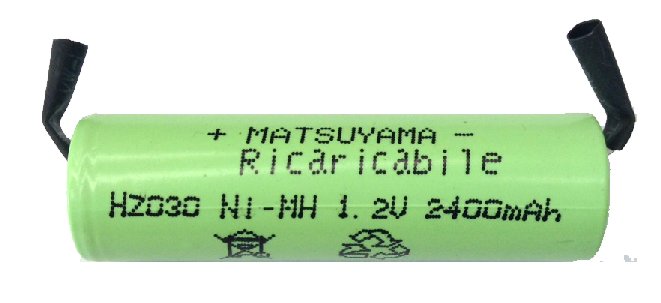 + MATSUYAMA -
Ricaricabile
HZ030 Ni-MH 1.2V 2400mAh